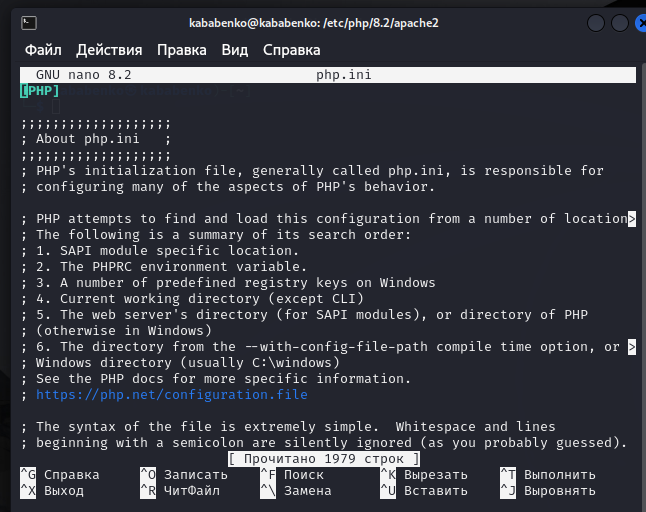 kababenko@kababenko: /etc/php/8.2/apache2
Файл Действия Правка Вид Справка
GNU nano 8.2 php.ini
[PHP]
;;;;;;;;;;;;;;;;;;;
; About php.ini   ;
;;;;;;;;;;;;;;;;;;;
; PHP's initialization file, generally called php.ini, is responsible for
; configuring many of the aspects of PHP's behavior.
; PHP attempts to find and load this configuration from a number of location>
; The following is a summary of its search order:
; 1. SAPI module specific location.
; 2. The PHPRC environment variable.
; 3. A number of predefined registry keys on Windows
; 4. Current working directory (except CLI)
; 5. The web server's directory (for SAPI modules), or directory of PHP
; (otherwise in Windows)
; 6. The directory from the --with-config-file-path compile time option, or >
; Windows directory (usually C:\windows)
; See the PHP docs for more specific information.
; https://php.net/configuration.file
; The syntax of the file is extremely simple.  Whitespace and lines
; beginning with a semicolon are silently ignored (as you probably guessed).
[ Прочитано 1979 строк ]
^G Справка ^O Записать ^F Поиск ^K Вырезать ^T Выполнить
^X Выход ^R ЧитФайл ^\ Замена ^U Вставить ^J Выровнять